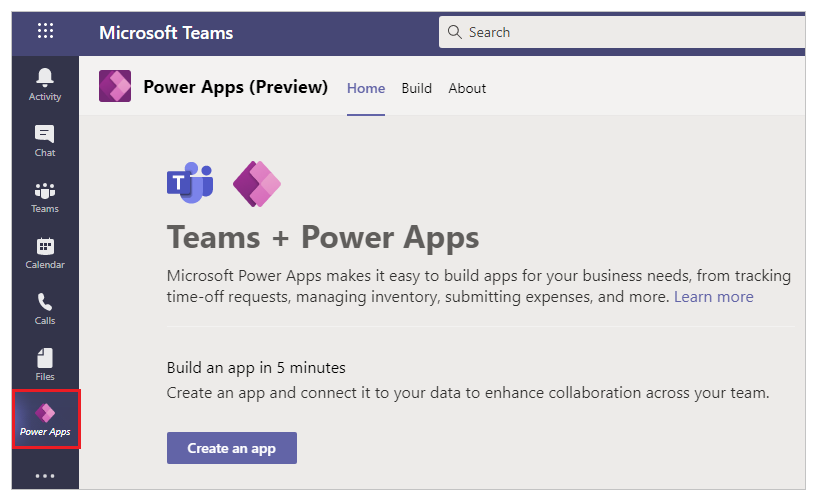 Microsoft Teams
Search
Activity
Chat
Teams
Calendar
Calls
Files
Power Apps
Power Apps (Preview) Home Build About
T
Teams + Power Apps
Microsoft Power Apps makes it easy to build apps for your business needs, from tracking
time-off requests, managing inventory, submitting expenses, and more. Learn more
Build an app in 5 minutes
Create an app and connect it to your data to enhance collaboration across your team.
Create an app